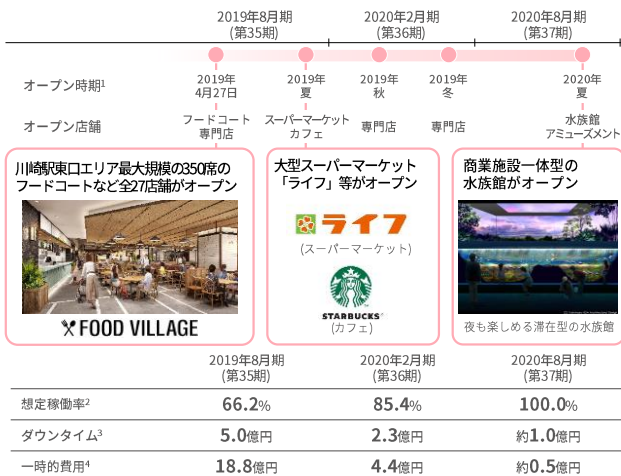 2019年8月期 2020年2月期 2020年8月期
(第35期) (第36期) (第37期)
オープン時期1 2019年 2019年 2019年 2019年 2020年
4月27日 夏 秋 冬 夏
オープン店舗 フードコート スーパーマーケット 専門店 専門店 水族館
専門店 カフェ アミューズメント
川崎駅東口エリア最大規模の350席の
フードコートなど全27店舗がオープン
FOOD VILLAGE
大型スーパーマーケット
「ライフ」等がオープン
ライフ
(スーパーマーケット)
STARBUCKS
(カフェ)
商業施設一体型の
水族館がオープン
夜も楽しめる滞在型の水族館
2019年8月期 2020年2月期 2020年8月期
(第35期) (第36期) (第37期)
想定稼働率2 66.2% 85.4% 100.0%
ダウンタイム3 5.0億円 2.3億円 約1.0億円
一時的費用4 18.8億円 4.4億円 約0.5億円